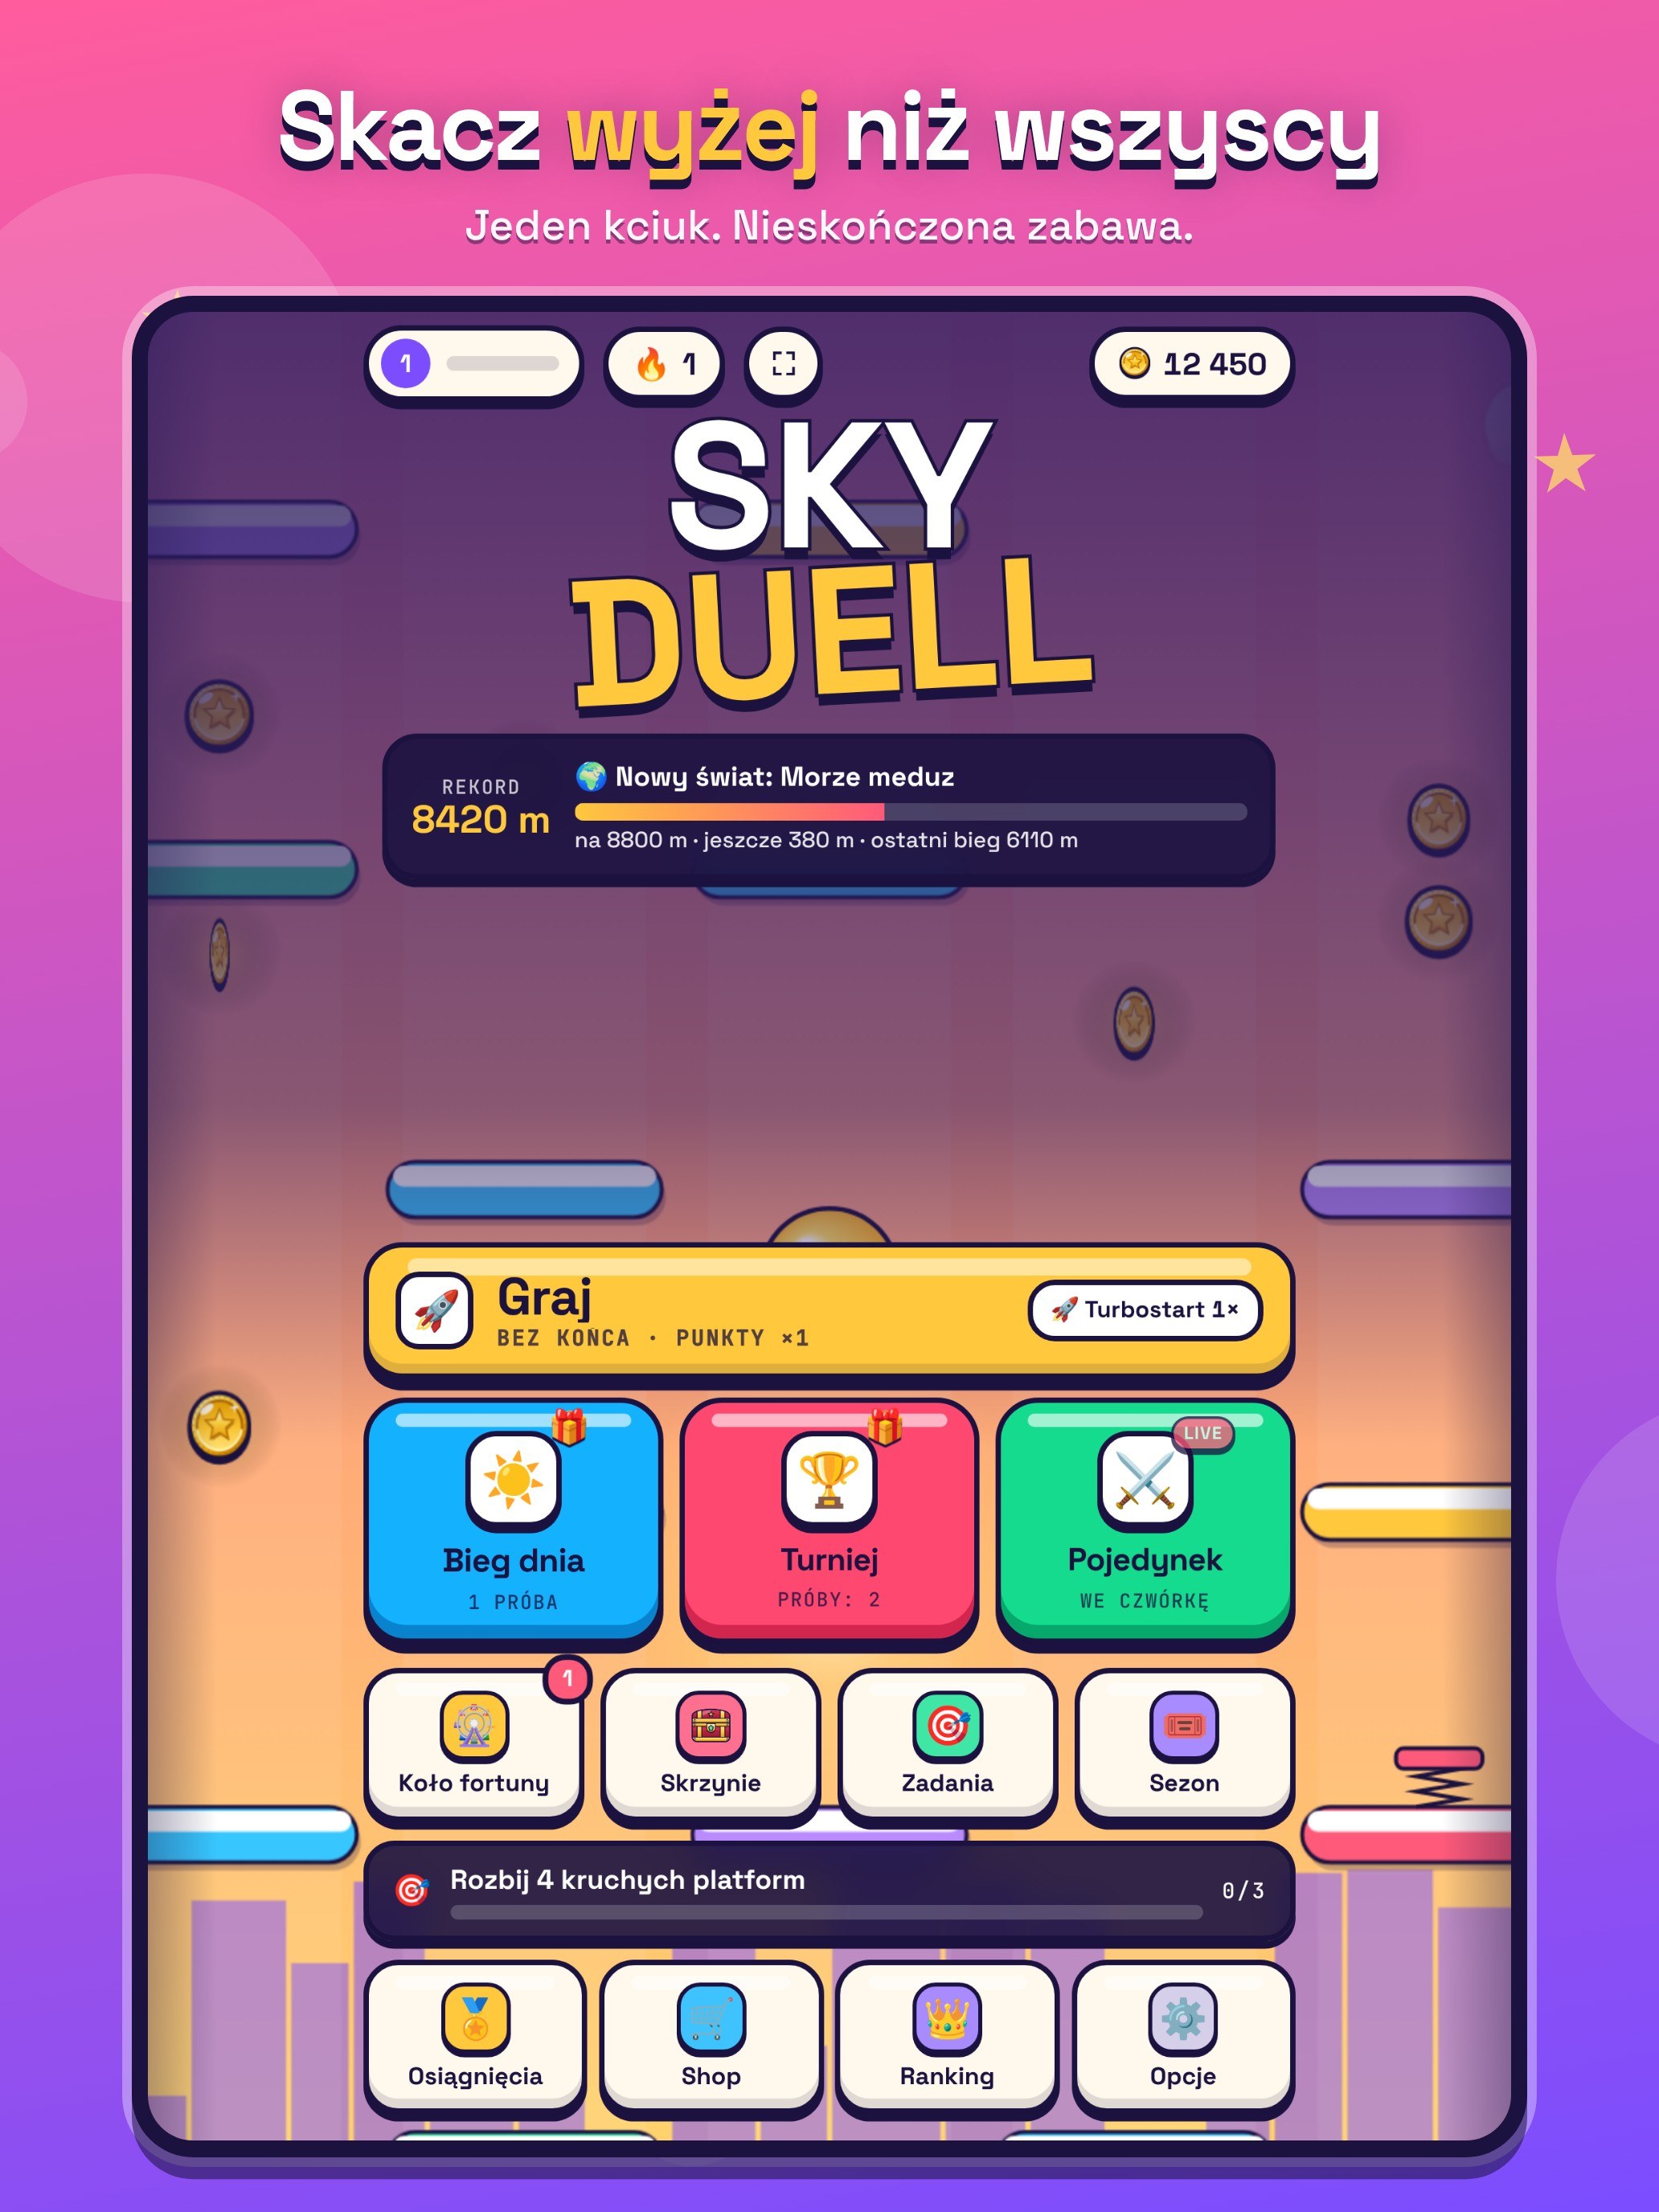 Skacz wyżej niż wszyscy
Jeden kciuk. Nieskończona zabawa.
1
1
12 450
SKY
DUELL
REKORD
8420 m
Nowy świat: Morze meduz
na 8800 m · jeszcze 380 m · ostatni bieg 6110 m
Graj
BEZ KOŃCA · PUNKTY ×1
Turbostart 1×
LIVE
Bieg dnia
1 PRÓBA
Turniej
PRÓBY: 2
Pojedynek
WE CZWÓRKĘ
1
Koło fortuny
Skrzynie
Zadania
Sezon
Rozbij 4 kruchych platform
0/3
Osiągnięcia
Shop
Ranking
Opcje